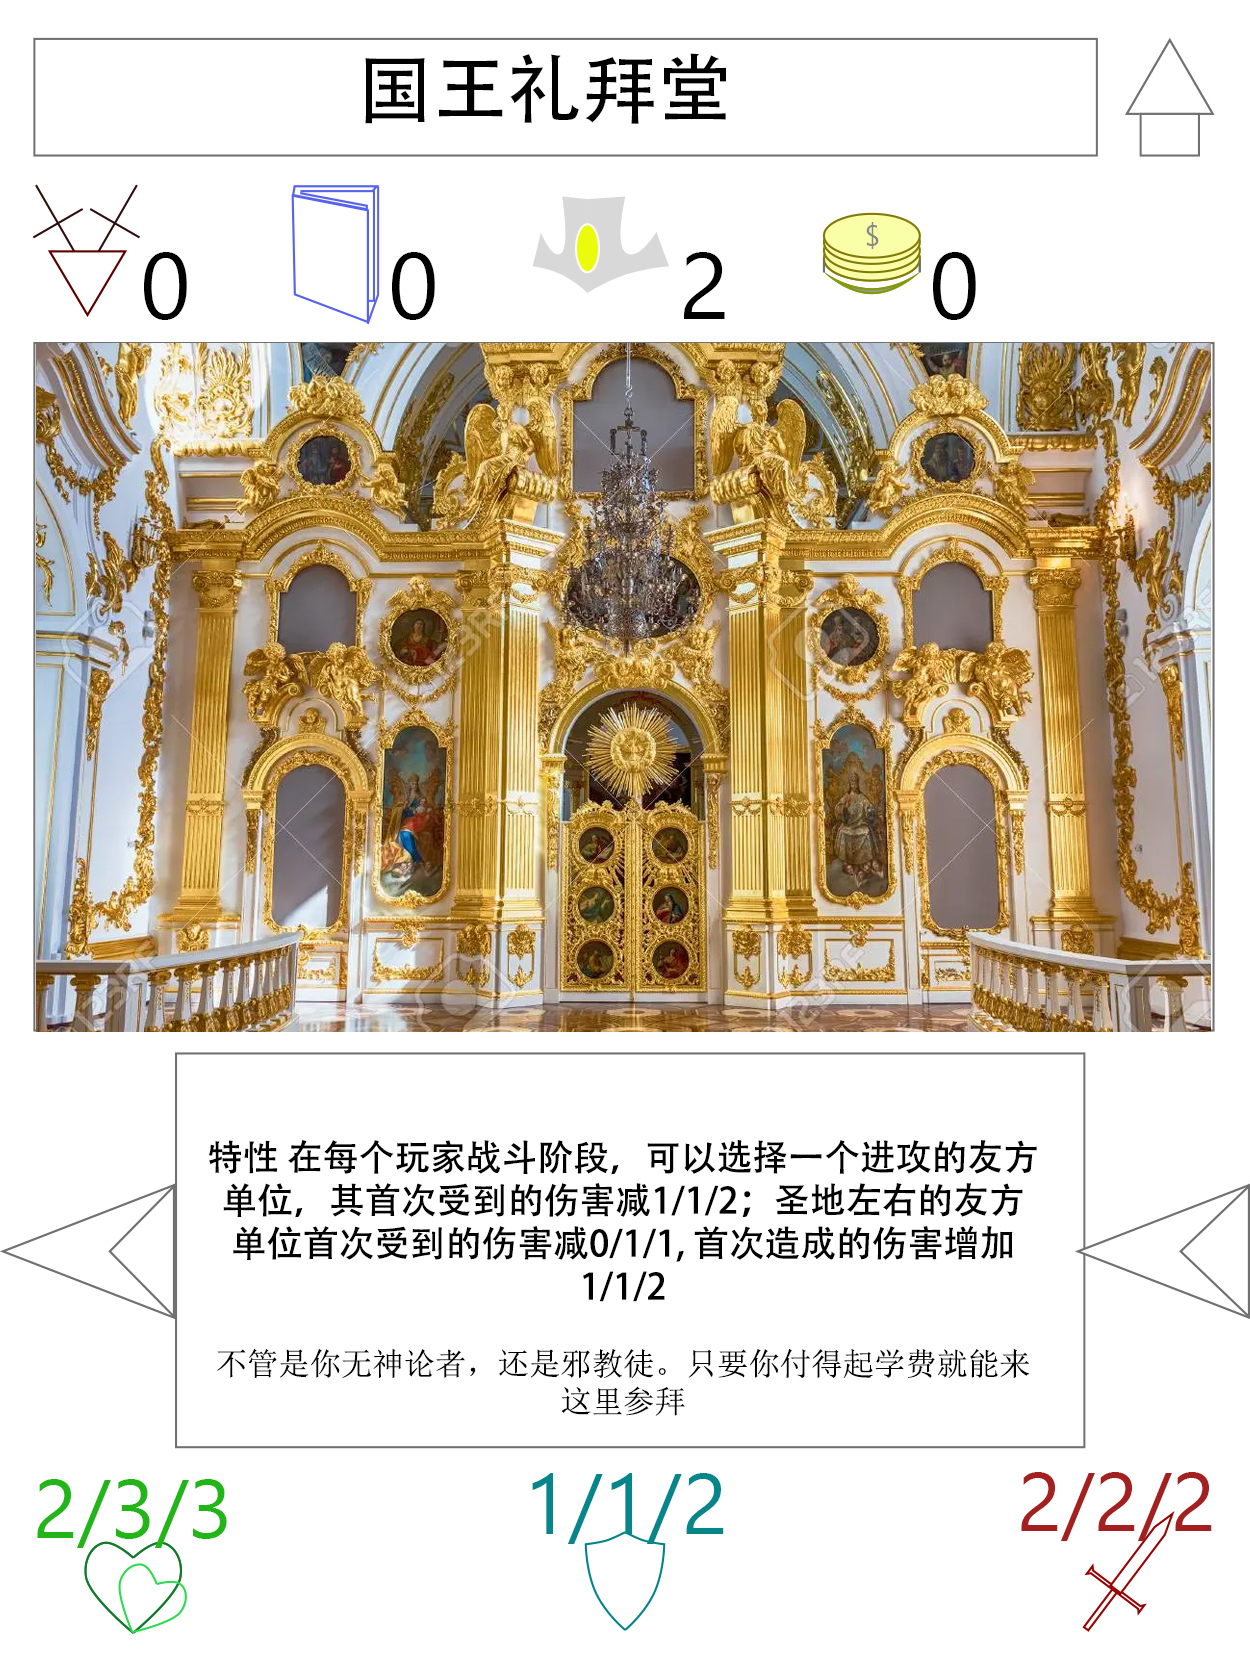 国王礼拜堂
0 0 2 $ 0
特性 在每个玩家战斗阶段，可以选择一个进攻的友方
单位，其首次受到的伤害减1/1/2；圣地左右的友方
单位首次受到的伤害减0/1/1, 首次造成的伤害增加
1/1/2
不管是你无神论者，还是邪教徒。只要你付得起学费就能来
这里参拜
2/3/3 1/1/2 2/2/2